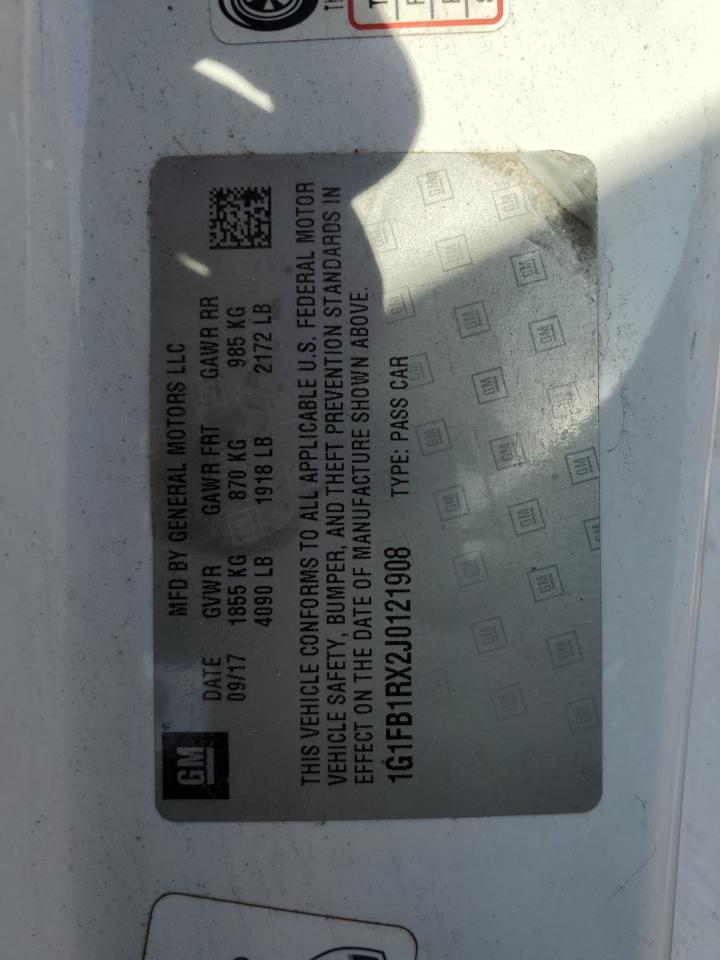 GM
MFD BY GENERAL MOTORS LLC
DATE GVWR GAWR FRT GAWR RR
09/17 1855 KG 870 KG 985 KG
4090 LB 1918 LB 2172 LB
THIS VEHICLE CONFORMS TO ALL APPLICABLE U.S. FEDERAL MOTOR
VEHICLE SAFETY, BUMPER, AND THEFT PREVENTION STANDARDS IN
EFFECT ON THE DATE OF MANUFACTURE SHOWN ABOVE.
1G1FB1RX2J0121908 TYPE: PASS CAR